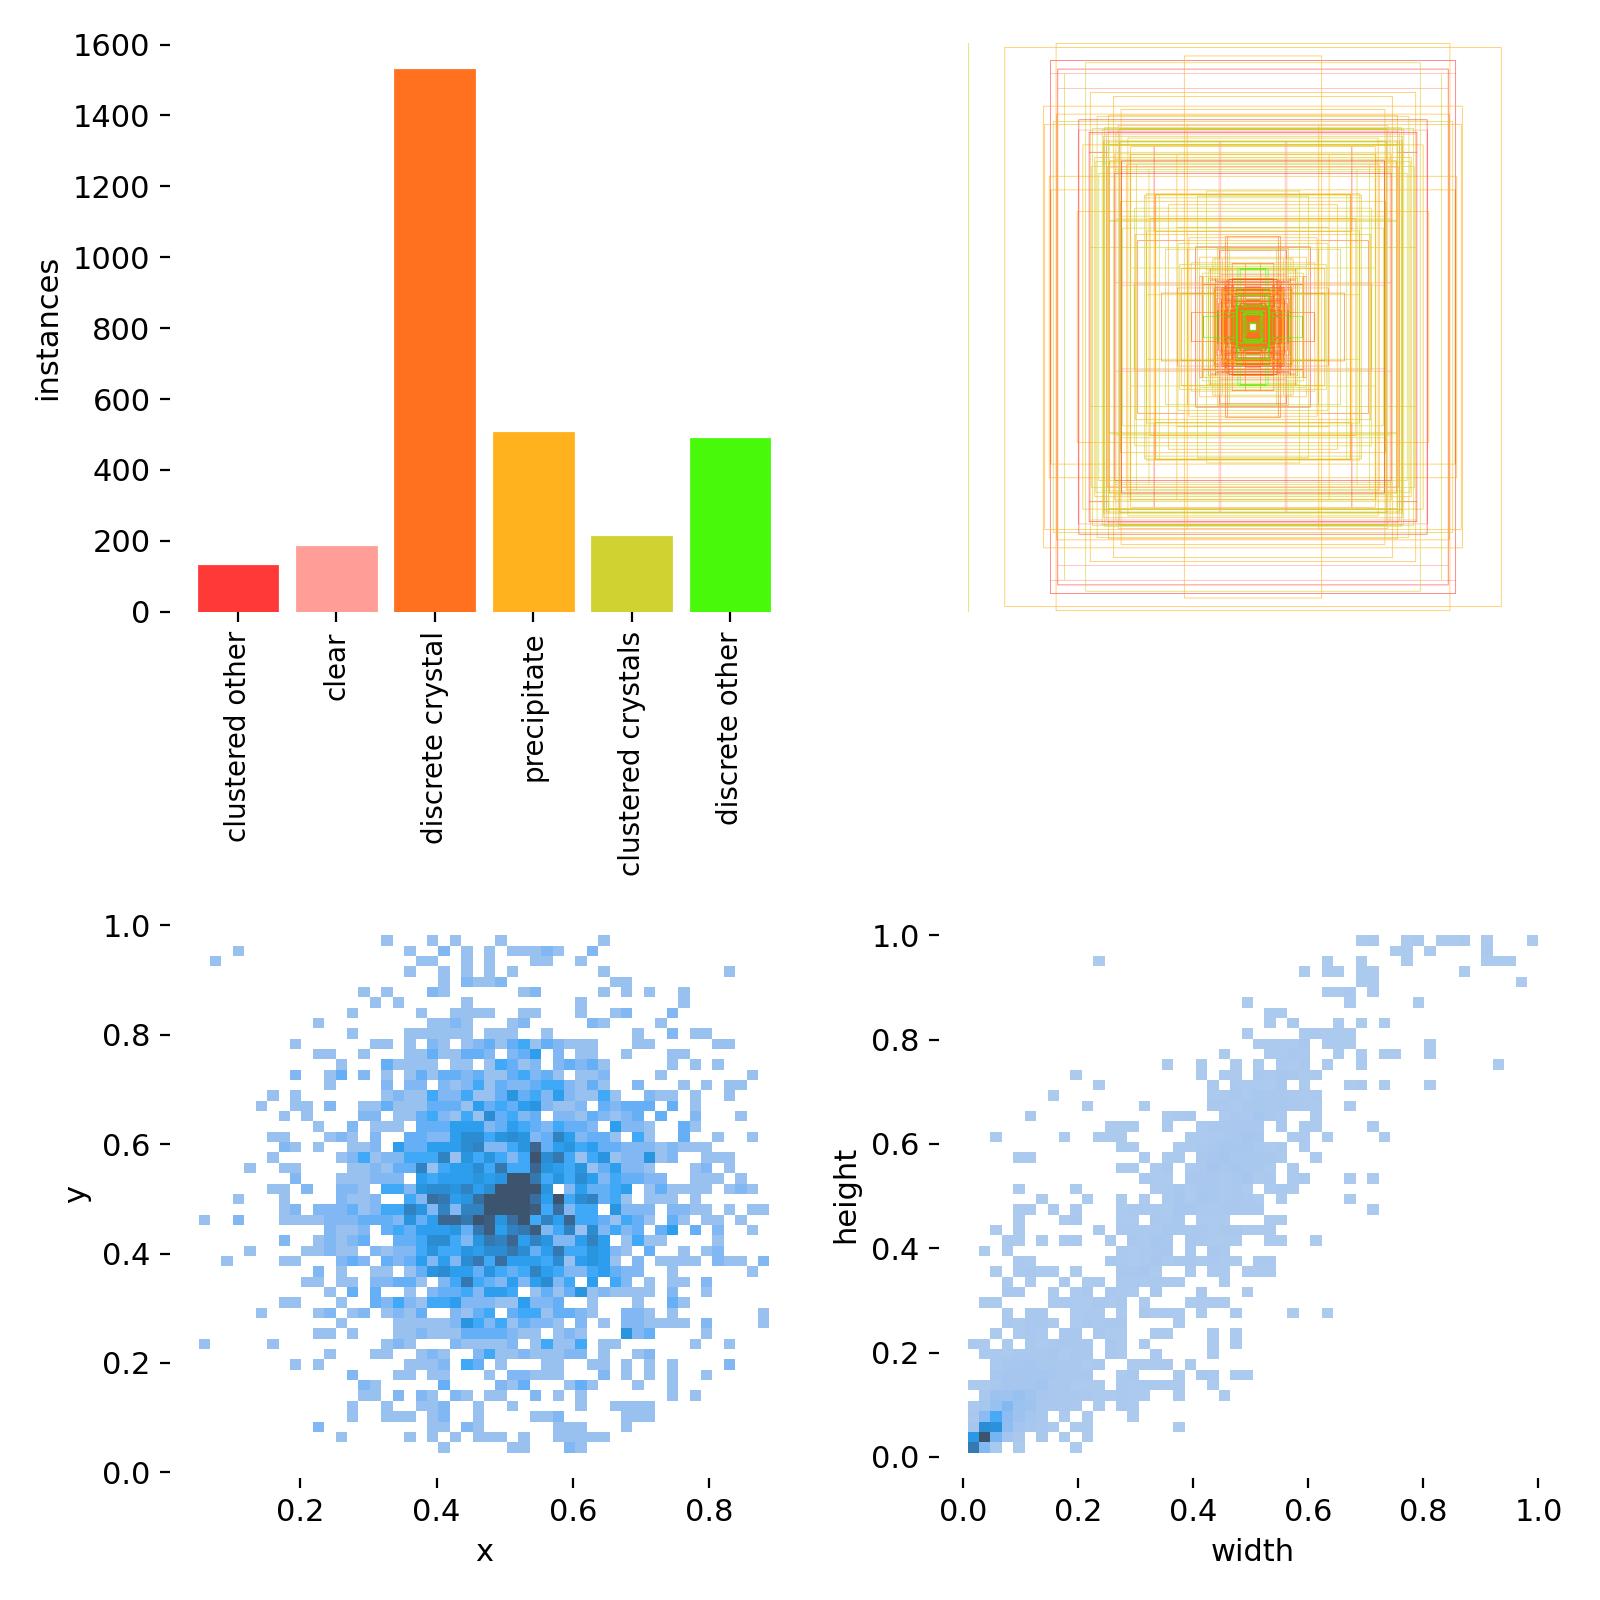 1600
1400
1200
1000
800
600
400
200
0
instances
clustered other
clear
discrete crystal
precipitate
clustered crystals
discrete other
1.0
0.8
0.6
0.4
0.2
0.0
y
0.2 0.4 0.6 0.8
x
1.0
0.8
0.6
0.4
0.2
0.0
height
0.0 0.2 0.4 0.6 0.8 1.0
width